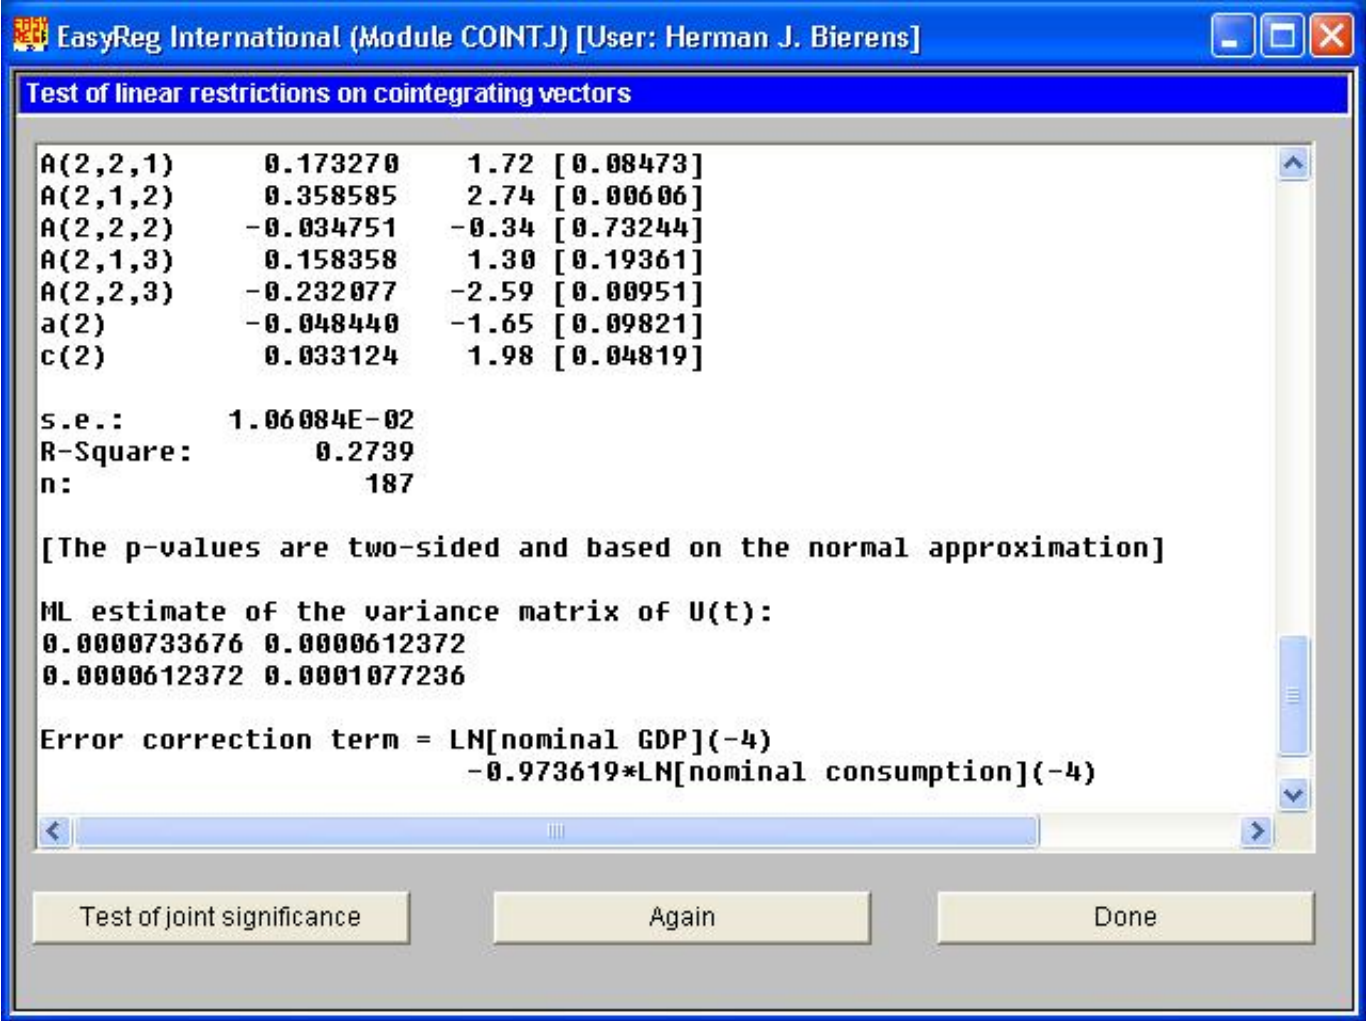 EasyReg International (Module COINTJ) [User: Herman J. Bierens]
Test of linear restrictions on cointegrating vectors
A(2,2,1) 0.173270 1.72 [0.08473]
A(2,1,2) 0.358585 2.74 [0.00606]
A(2,2,2) -0.034751 -0.34 [0.73244]
A(2,1,3) 0.158358 1.30 [0.19361]
A(2,2,3) -0.232077 -2.59 [0.00951]
a(2) -0.048440 -1.65 [0.09821]
c(2) 0.033124 1.98 [0.04819]
s.e.: 1.06084E-02
R-Square: 0.2739
n: 187
[The p-values are two-sided and based on the normal approximation]
ML estimate of the variance matrix of U(t):
0.0000733676 0.0000612372
0.0000612372 0.0001077236
Error correction term = LN[nominal GDP](-4)
-0.973619*LN[nominal consumption](-4)
Test of joint significance Again Done